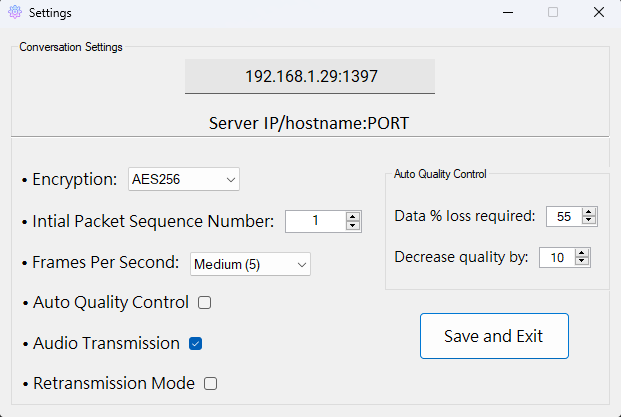 Settings
Conversation Settings
192.168.1.29:1397
Server IP/hostname:PORT
• Encryption: AES256
Auto Quality Control
• Intial Packet Sequence Number: 1
Data % loss required: 55
• Frames Per Second: Medium (5)
Decrease quality by: 10
• Auto Quality Control
• Audio Transmission
Save and Exit
• Retransmission Mode